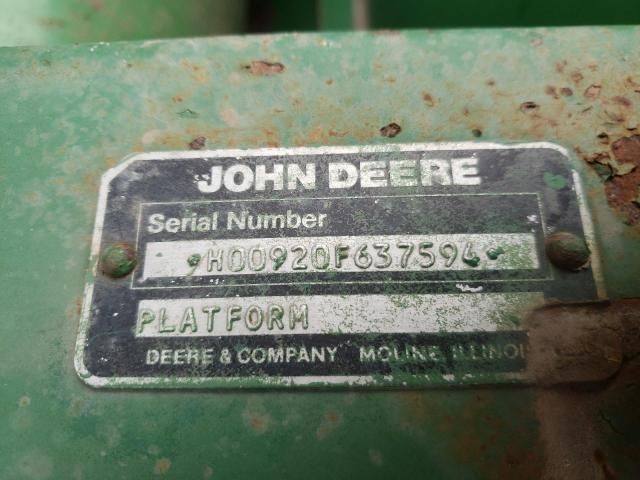 JOHN DEERE
Serial Number
*H00920F637594*
PLATFORM
DEERE & COMPANY MOLINE ILLINOI